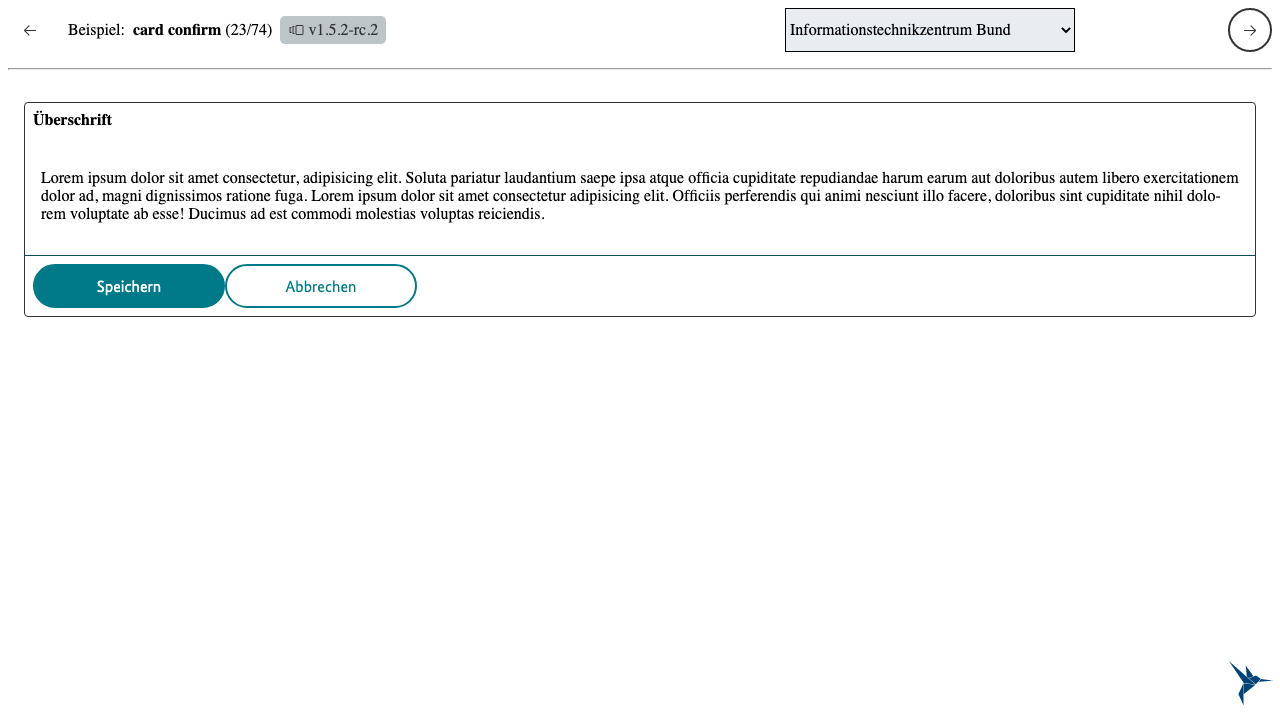 Beispiel: card confirm (23/74) v1.5.2-rc.2 Informationstechnikzentrum Bund
Überschrift
Lorem ipsum dolor sit amet consectetur, adipisicing elit. Soluta pariatur laudantium saepe ipsa atque officia cupiditate repudiandae harum earum aut doloribus autem libero exercitationem
dolor ad, magni dignissimos ratione fuga. Lorem ipsum dolor sit amet consectetur adipisicing elit. Officiis perferendis qui animi nesciunt illo facere, doloribus sint cupiditate nihil dolo-
rem voluptate ab esse! Ducimus ad est commodi molestias voluptas reiciendis.
Speichern Abbrechen